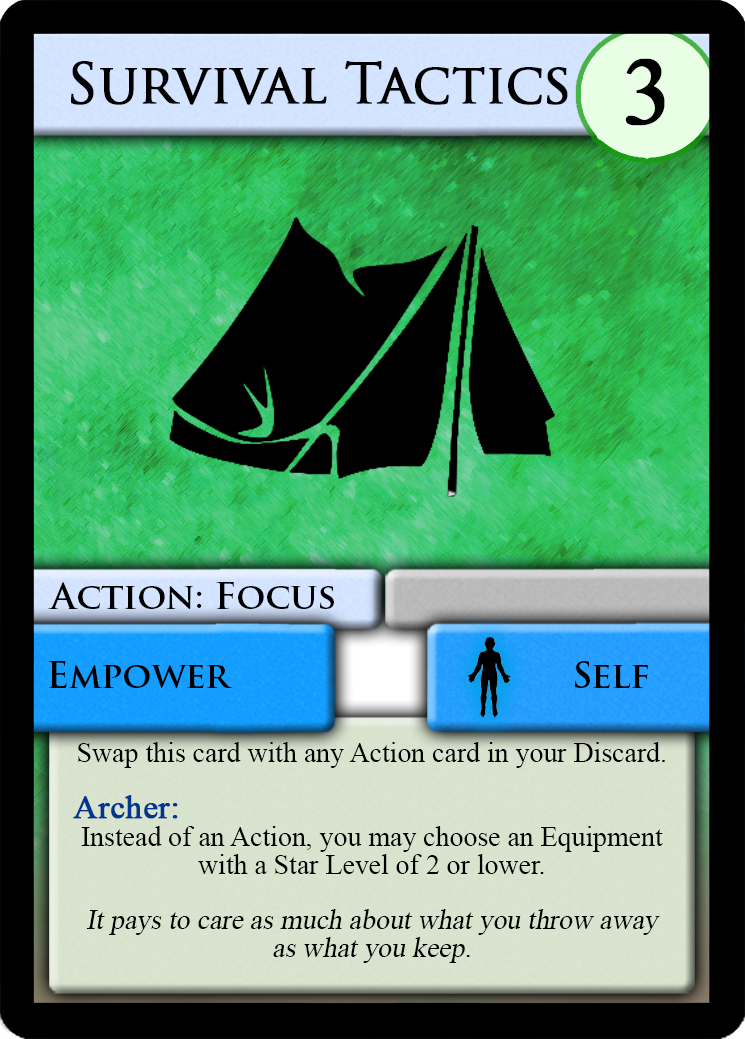 Survival Tactics
3
Action: Focus
Empower
Self
Swap this card with any Action card in your Discard.
Archer:
Instead of an Action, you may choose an Equipment
with a Star Level of 2 or lower.
It pays to care as much about what you throw away
as what you keep.